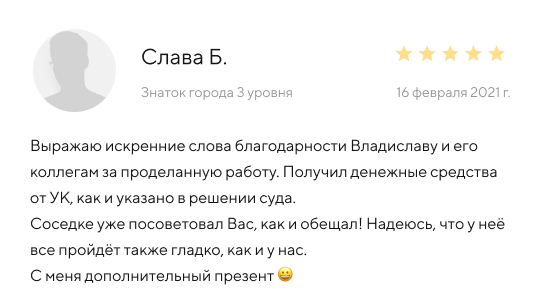 Слава Б.
Знаток города 3 уровня
16 февраля 2021 г.
Выражаю искренние слова благодарности Владиславу и его
коллегам за проделанную работу. Получил денежные средства
от УК, как и указано в решении суда.
Соседке уже посоветовал Вас, как и обещал! Надеюсь, что у неё
все пройдёт также гладко, как и у нас.
С меня дополнительный презент 😀